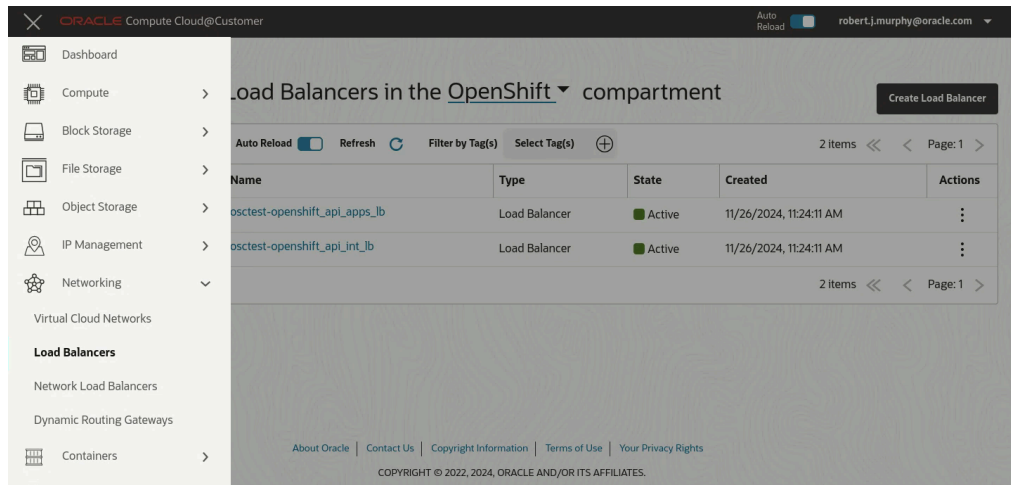 ORACLE Compute Cloud@Customer
Auto Reload
robert.j.murphy@oracle.com
Dashboard
Compute
Block Storage
File Storage
Object Storage
IP Management
Networking
Virtual Cloud Networks
Load Balancers
Network Load Balancers
Dynamic Routing Gateways
Containers
Load Balancers in the OpenShift compartment
Create Load Balancer
Auto Reload Refresh Filter by Tag(s) Select Tag(s) 2 items Page: 1
Name Type State Created Actions
osctest-openshift_api_apps_lb Load Balancer Active 11/26/2024, 11:24:11 AM
osctest-openshift_api_int_lb Load Balancer Active 11/26/2024, 11:24:11 AM
2 items Page: 1
About Oracle | Contact Us | Copyright Information | Terms of Use | Your Privacy Rights
COPYRIGHT © 2022, 2024, ORACLE AND/OR ITS AFFILIATES.